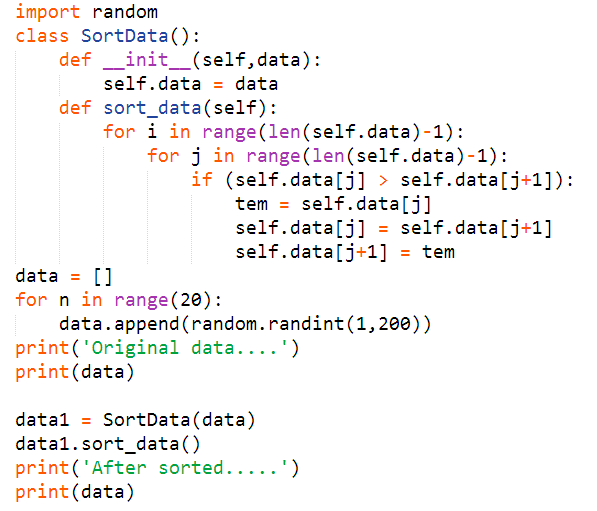 import random
class SortData():
    def __init__(self,data):
        self.data = data
    def sort_data(self):
        for i in range(len(self.data)-1):
            for j in range(len(self.data)-1):
                if (self.data[j] > self.data[j+1]):
                    tem = self.data[j]
                    self.data[j] = self.data[j+1]
                    self.data[j+1] = tem
data = []
for n in range(20):
    data.append(random.randint(1,200))
print('Original data....')
print(data)

data1 = SortData(data)
data1.sort_data()
print('After sorted.....')
print(data)